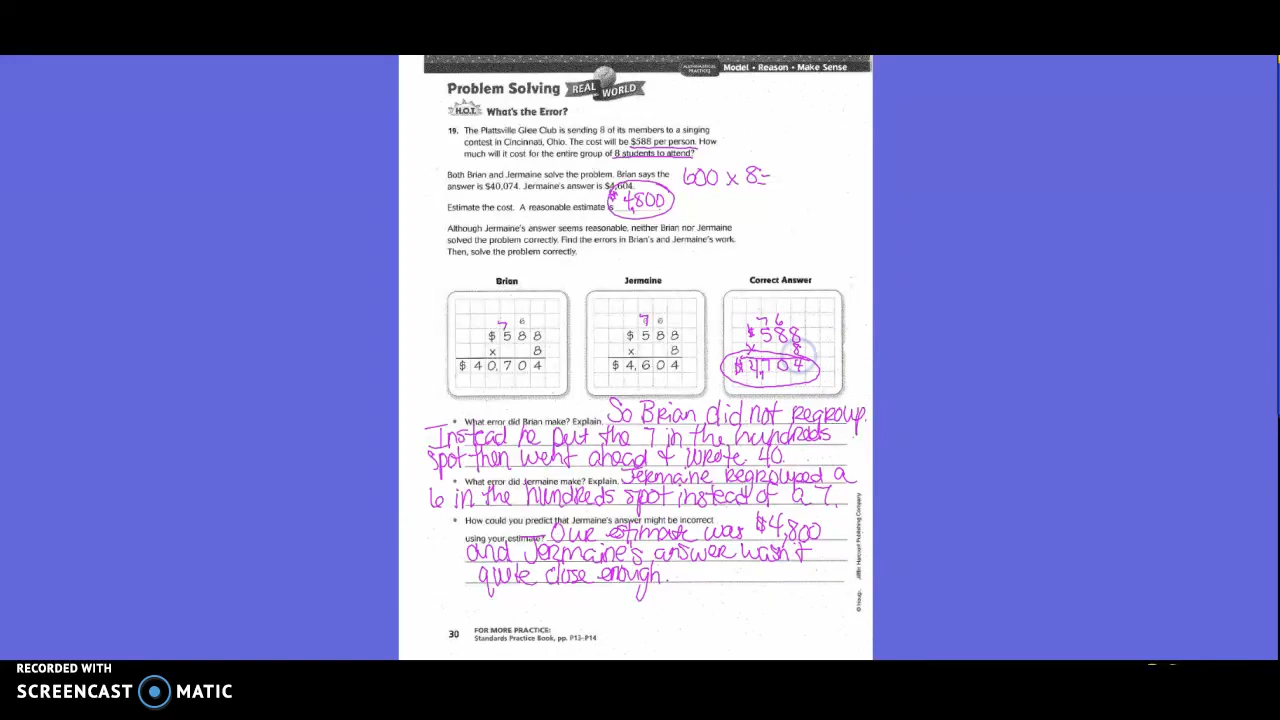 MATHEMATICAL PRACTICES Model • Reason • Make Sense
Problem Solving REAL WORLD
H.O.T. What's the Error?
19. The Plattsville Glee Club is sending 8 of its members to a singing
contest in Cincinnati, Ohio. The cost will be $588 per person. How
much will it cost for the entire group of 8 students to attend?
Both Brian and Jermaine solve the problem. Brian says the
answer is $40,074. Jermaine's answer is $4,604.
600 x 8=
Estimate the cost. A reasonable estimate is $4,800
Although Jermaine's answer seems reasonable, neither Brian nor Jermaine
solved the problem correctly. Find the errors in Brian's and Jermaine's work.
Then, solve the problem correctly.
Brian Jermaine Correct Answer
7 6 7 6 7 6
$ 5 8 8 $ 5 8 8 $ 5 8 8
x 8 x 8 x 8
$ 4 0, 7 0 4 $ 4, 6 0 4 $ 4, 7 0 4
• What error did Brian make? Explain. So Brian did not regroup.
Instead he put the 7 in the hundreds
spot then went ahead & wrote 40.
• What error did Jermaine make? Explain. Jermaine regrouped a
6 in the hundreds spot instead of a 7.
• How could you predict that Jermaine's answer might be incorrect
using your estimate? Our estimate was $4,800
and Jermaine's answer wasn't
quite close enough.
30 FOR MORE PRACTICE:
Standards Practice Book, pp. P13–P14
RECORDED WITH
SCREENCAST MATIC